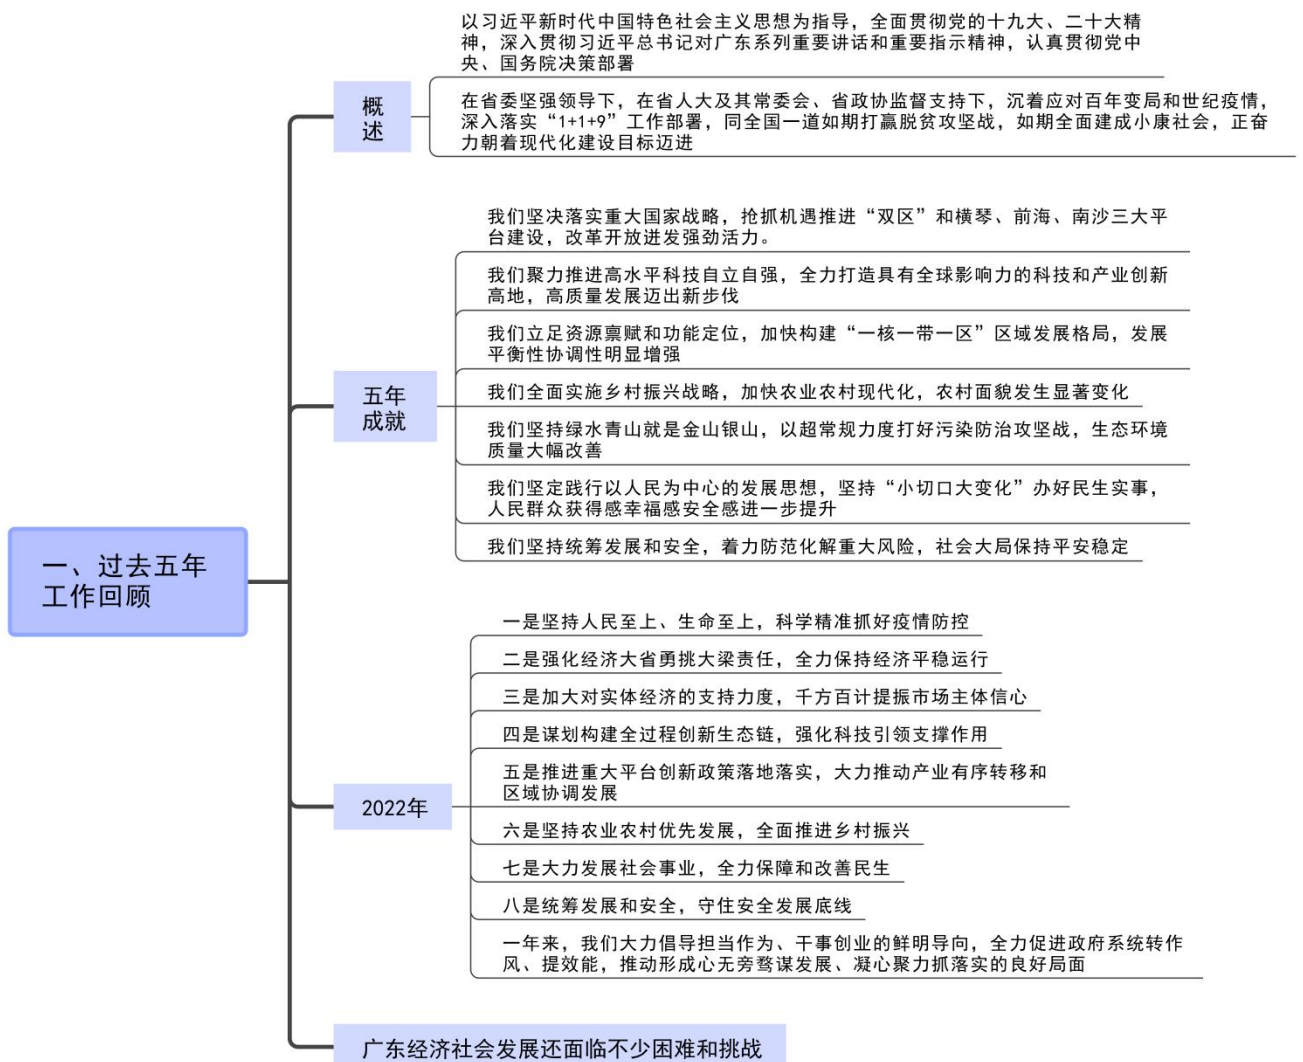 以习近平新时代中国特色社会主义思想为指导，全面贯彻党的十九大、二十大精
神，深入贯彻习近平总书记对广东系列重要讲话和重要指示精神，认真贯彻党中
央、国务院决策部署
概
述
在省委坚强领导下，在省人大及其常委会、省政协监督支持下，沉着应对百年变局和世纪疫情，
深入落实“1+1+9”工作部署，同全国一道如期打赢脱贫攻坚战，如期全面建成小康社会，正奋
力朝着现代化建设目标迈进
我们坚决落实重大国家战略，抢抓机遇推进“双区”和横琴、前海、南沙三大平
台建设，改革开放迸发强劲活力。
我们聚力推进高水平科技自立自强，全力打造具有全球影响力的科技和产业创新
高地，高质量发展迈出新步伐
我们立足资源禀赋和功能定位，加快构建“一核一带一区”区域发展格局，发展
平衡性协调性明显增强
五年
成就
我们全面实施乡村振兴战略，加快农业农村现代化，农村面貌发生显著变化
我们坚持绿水青山就是金山银山，以超常规力度打好污染防治攻坚战，生态环境
质量大幅改善
我们坚定践行以人民为中心的发展思想，坚持“小切口大变化”办好民生实事，
人民群众获得感幸福感安全感进一步提升
我们坚持统筹发展和安全，着力防范化解重大风险，社会大局保持平安稳定
一、过去五年
工作回顾
一是坚持人民至上、生命至上，科学精准抓好疫情防控
二是强化经济大省勇挑大梁责任，全力保持经济平稳运行
三是加大对实体经济的支持力度，千方百计提振市场主体信心
四是谋划构建全过程创新生态链，强化科技引领支撑作用
五是推进重大平台创新政策落地落实，大力推动产业有序转移和
区域协调发展
2022年
六是坚持农业农村优先发展，全面推进乡村振兴
七是大力发展社会事业，全力保障和改善民生
八是统筹发展和安全，守住安全发展底线
一年来，我们大力倡导担当作为、干事创业的鲜明导向，全力促进政府系统转作
风、提效能，推动形成心无旁骛谋发展、凝心聚力抓落实的良好局面
广东经济社会发展还面临不少困难和挑战